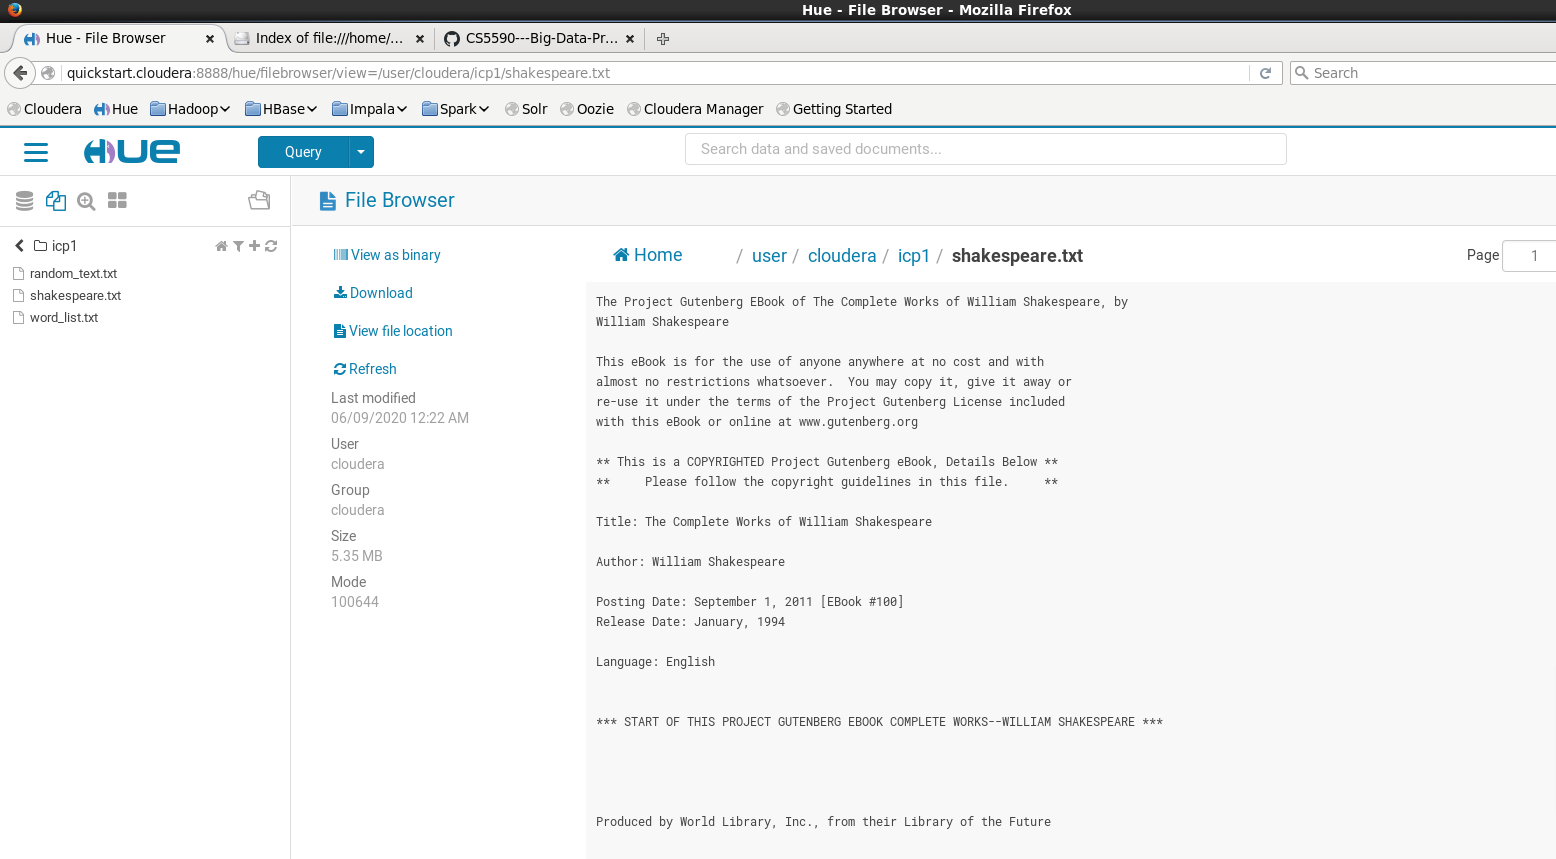 Hue - File Browser - Mozilla Firefox
Hue - File Browser
Index of file:///home/...
CS5590---Big-Data-Pr...
quickstart.cloudera:8888/hue/filebrowser/view=/user/cloudera/icp1/shakespeare.txt
Search
Cloudera Hue Hadoop HBase Impala Spark Solr Oozie Cloudera Manager Getting Started
HUE
Query
Search data and saved documents...
File Browser
icp1
random_text.txt
shakespeare.txt
word_list.txt
View as binary
Download
View file location
Refresh
Last modified
06/09/2020 12:22 AM
User
cloudera
Group
cloudera
Size
5.35 MB
Mode
100644
Home / user / cloudera / icp1 / shakespeare.txt
Page 1
The Project Gutenberg EBook of The Complete Works of William Shakespeare, by
William Shakespeare
This eBook is for the use of anyone anywhere at no cost and with
almost no restrictions whatsoever.  You may copy it, give it away or
re-use it under the terms of the Project Gutenberg License included
with this eBook or online at www.gutenberg.org
** This is a COPYRIGHTED Project Gutenberg eBook, Details Below **
**     Please follow the copyright guidelines in this file.     **
Title: The Complete Works of William Shakespeare
Author: William Shakespeare
Posting Date: September 1, 2011 [EBook #100]
Release Date: January, 1994
Language: English
*** START OF THIS PROJECT GUTENBERG EBOOK COMPLETE WORKS--WILLIAM SHAKESPEARE ***
Produced by World Library, Inc., from their Library of the Future